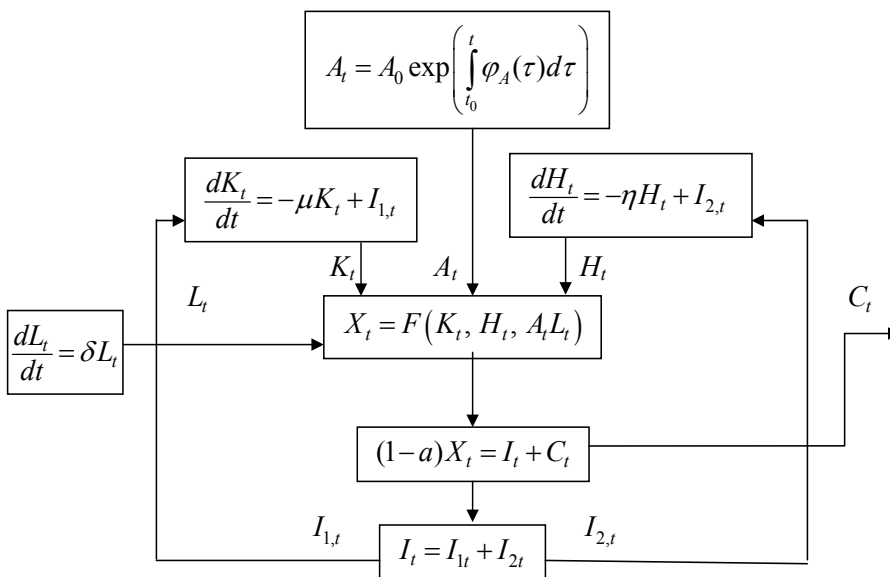 A_t = A_0 exp(∫_{t_0}^{t} φ_A(τ)dτ)
dK_t/dt = −μK_t + I_{1,t}
dH_t/dt = −ηH_t + I_{2,t}
K_t
A_t
H_t
L_t
C_t
dL_t/dt = δL_t
X_t = F(K_t, H_t, A_tL_t)
(1−a)X_t = I_t + C_t
I_{1,t}
I_{2,t}
I_t = I_{1t} + I_{2t}